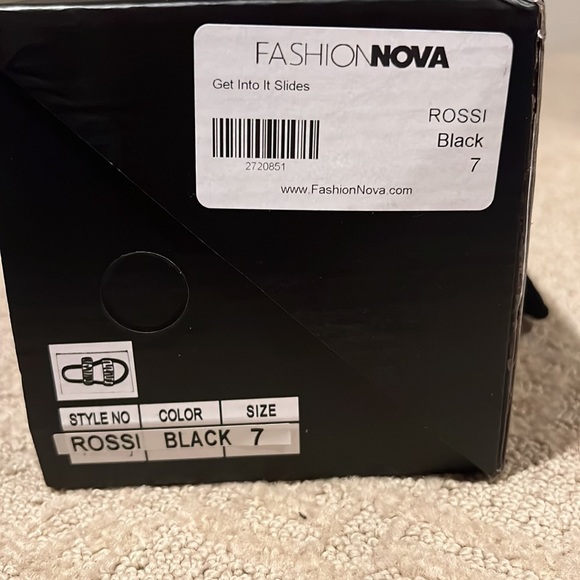 FASHIONNOVA
Get Into It Slides
ROSSI
Black
7
2720851
www.FashionNova.com
STYLE NO COLOR SIZE
ROSSI BLACK 7